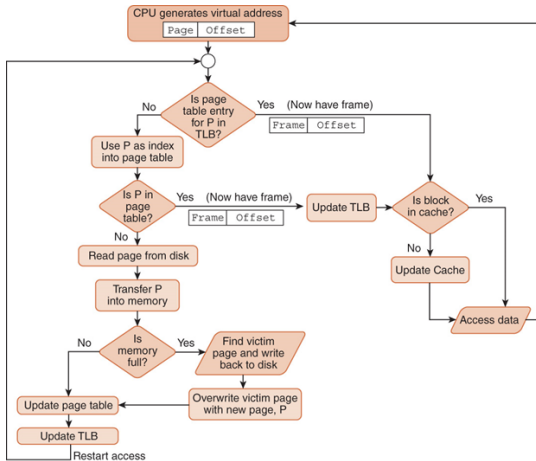 CPU generates virtual address
Page Offset
Is page
table entry
for P in
TLB?
No
Yes (Now have frame)
Frame Offset
Use P as index
into page table
Is P in
page
table?
Yes (Now have frame)
Frame Offset
Update TLB
Is block
in cache?
Yes
No
No
Read page from disk
Update Cache
Transfer P
into memory
Access data
Is
memory
full?
No
Yes
Find victim
page and write
back to disk
Update page table
Overwrite victim page
with new page, P
Update TLB
Restart access